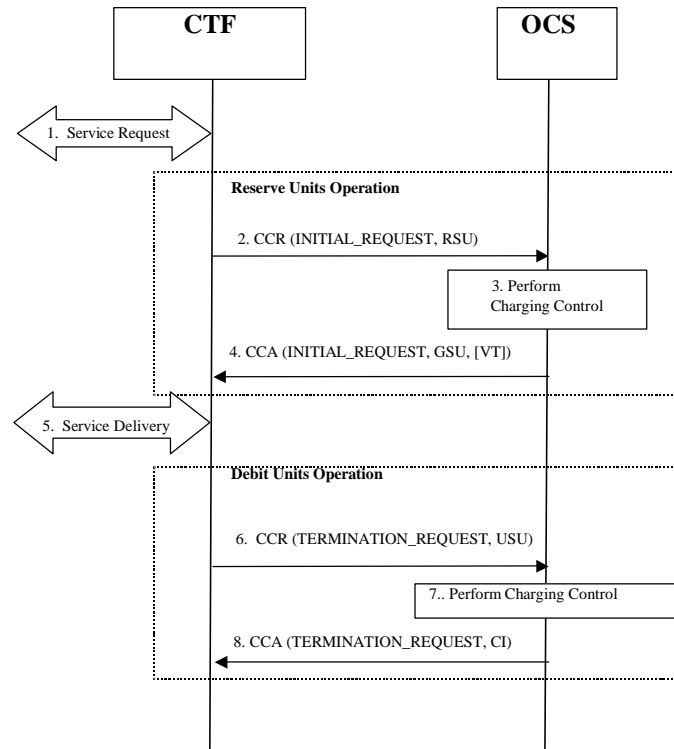 CTF
OCS
1. Service Request
Reserve Units Operation
2. CCR (INITIAL_REQUEST, RSU)
3. Perform
Charging Control
4. CCA (INITIAL_REQUEST, GSU, [VT])
5. Service Delivery
Debit Units Operation
6. CCR (TERMINATION_REQUEST, USU)
7.. Perform Charging Control
8. CCA (TERMINATION_REQUEST, CI)